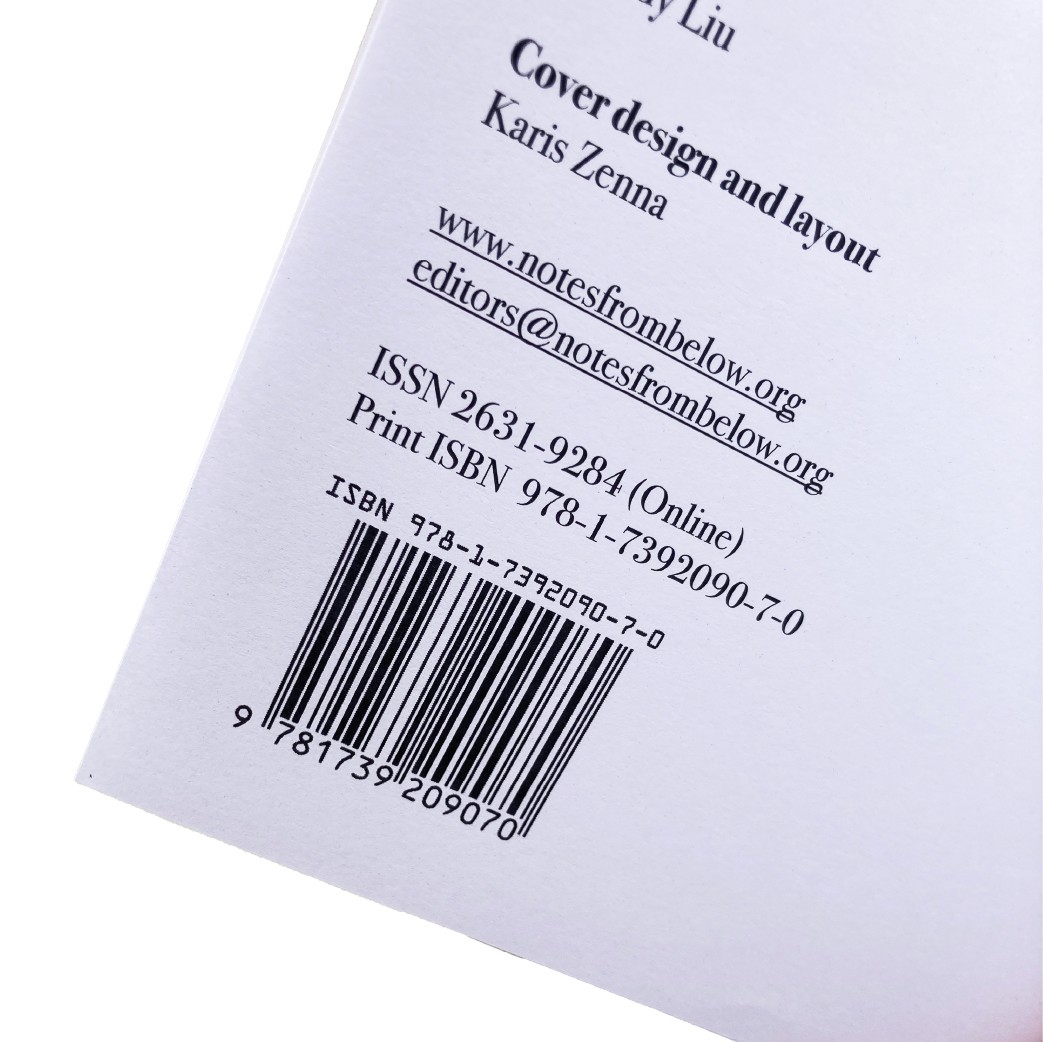 Liu
Cover design and layout
Karis Zenna
www.notesfrombelow.org
editors@notesfrombelow.org
ISSN 2631-9284 (Online)
Print ISBN 978-1-7392090-7-0
ISBN 978-1-7392090-7-0
9 781739 209070